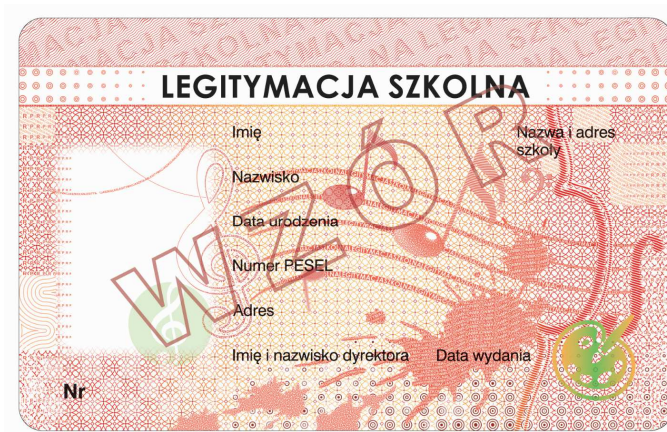 LEGITYMACJA SZKOLNA
Imię
Nazwa i adres
szkoły
Nazwisko
Data urodzenia
Numer PESEL
Adres
Imię i nazwisko dyrektora Data wydania
Nr
WZÓR